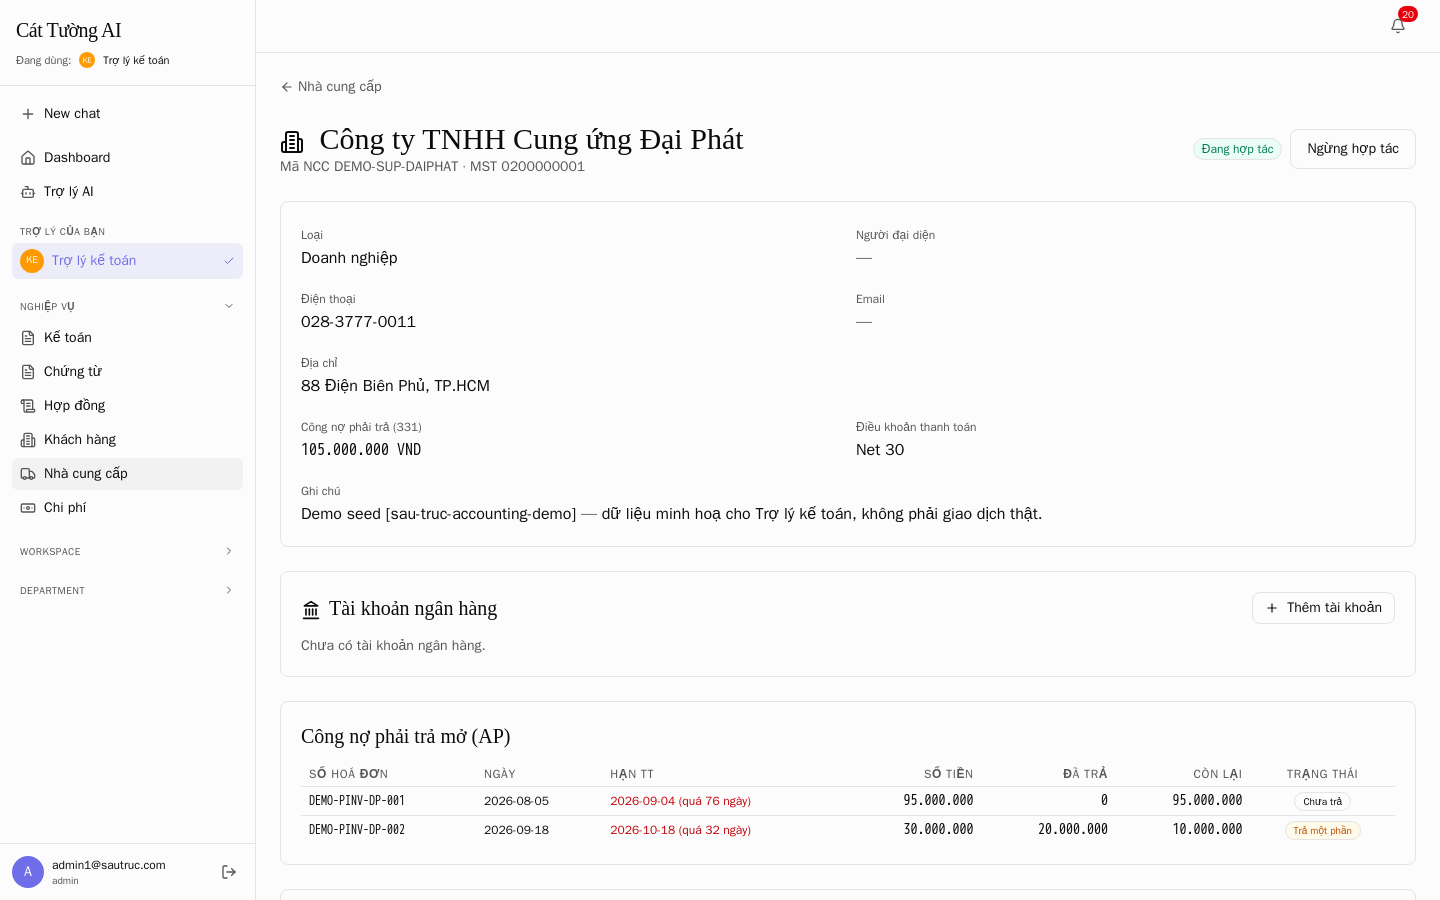 Cát Tường AI
Đang dùng: KE Trợ lý kế toán
New chat
Dashboard
Trợ lý AI
TRỢ LÝ CỦA BẠN
KE Trợ lý kế toán
NGHIỆP VỤ
Kế toán
Chứng từ
Hợp đồng
Khách hàng
Nhà cung cấp
Chi phí
WORKSPACE
DEPARTMENT
A admin1@sautruc.com
admin
20
Nhà cung cấp
Công ty TNHH Cung ứng Đại Phát
Mã NCC DEMO-SUP-DAIPHAT · MST 0200000001
Đang hợp tác Ngừng hợp tác
Loại Người đại diện
Doanh nghiệp —
Điện thoại Email
028-3777-0011 —
Địa chỉ
88 Điện Biên Phủ, TP.HCM
Công nợ phải trả (331) Điều khoản thanh toán
105.000.000 VND Net 30
Ghi chú
Demo seed [sau-truc-accounting-demo] — dữ liệu minh hoạ cho Trợ lý kế toán, không phải giao dịch thật.
Tài khoản ngân hàng Thêm tài khoản
Chưa có tài khoản ngân hàng.
Công nợ phải trả mở (AP)
SỐ HOÁ ĐƠN NGÀY HẠN TT SỐ TIỀN ĐÃ TRẢ CÒN LẠI TRẠNG THÁI
DEMO-PINV-DP-001 2026-08-05 2026-09-04 (quá 76 ngày) 95.000.000 0 95.000.000 Chưa trả
DEMO-PINV-DP-002 2026-09-18 2026-10-18 (quá 32 ngày) 30.000.000 20.000.000 10.000.000 Trả một phần